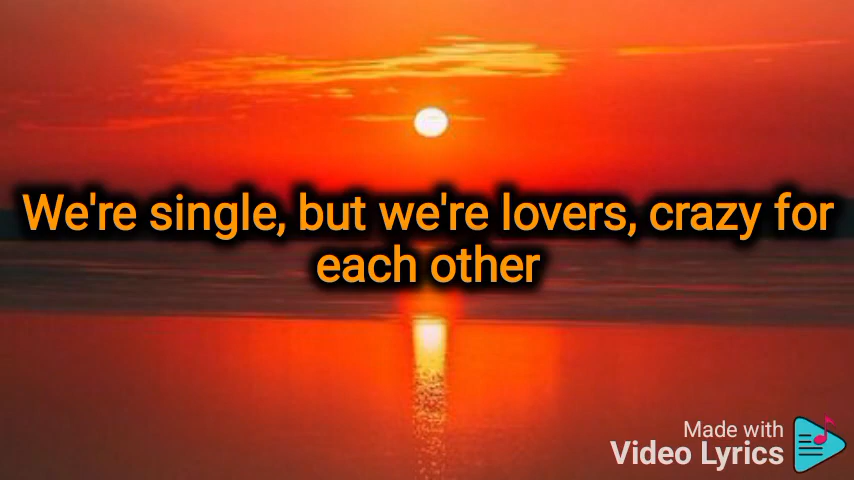 We're single, but we're lovers, crazy for
each other
Made with
Video Lyrics